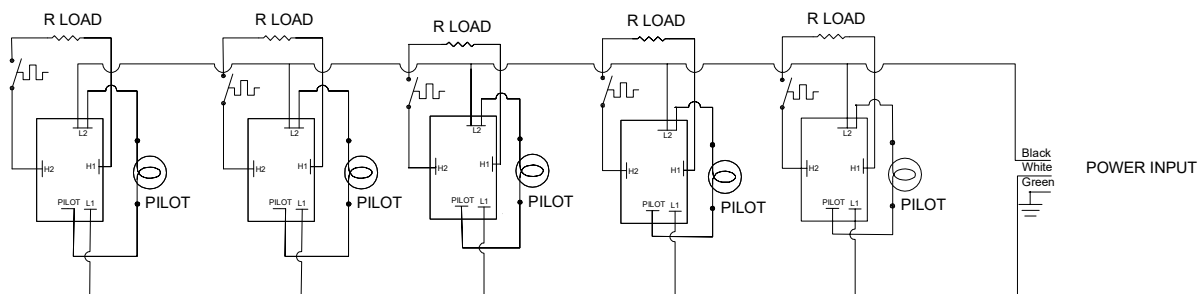 R LOAD
R LOAD
R LOAD
R LOAD
R LOAD
L2
H2
H1
PILOT
L1
PILOT
L2
H2
H1
PILOT
L1
PILOT
L2
H2
H1
PILOT
L1
PILOT
L2
H2
H1
PILOT
L1
PILOT
L2
H2
H1
PILOT
L1
PILOT
Black
White
Green
POWER INPUT